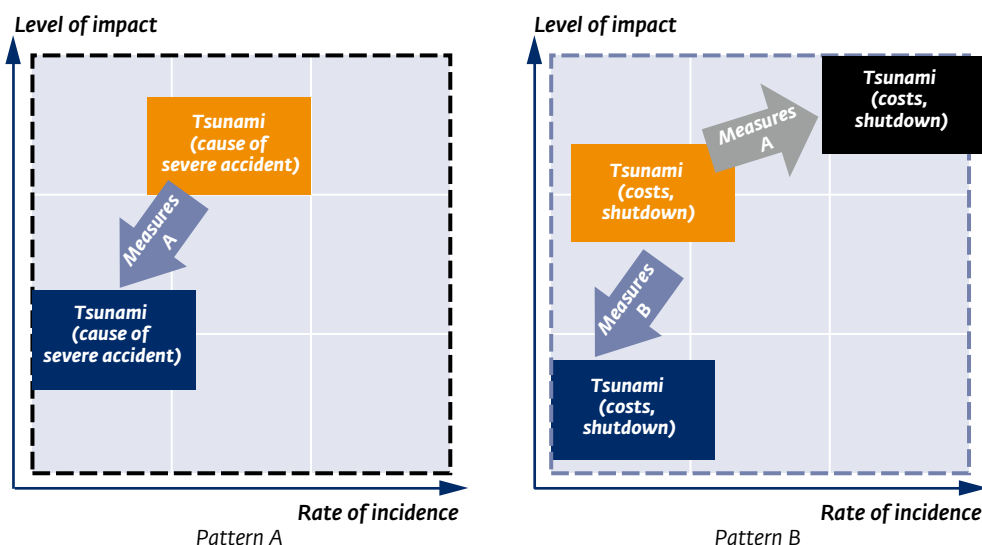 Level of impact
Tsunami
(cause of
severe accident)
Measures
A
Tsunami
(cause of
severe accident)
Rate of incidence
Pattern A
Level of impact
Tsunami
(costs,
shutdown)
Measures
A
Tsunami
(costs,
shutdown)
Measures
B
Tsunami
(costs,
shutdown)
Rate of incidence
Pattern B